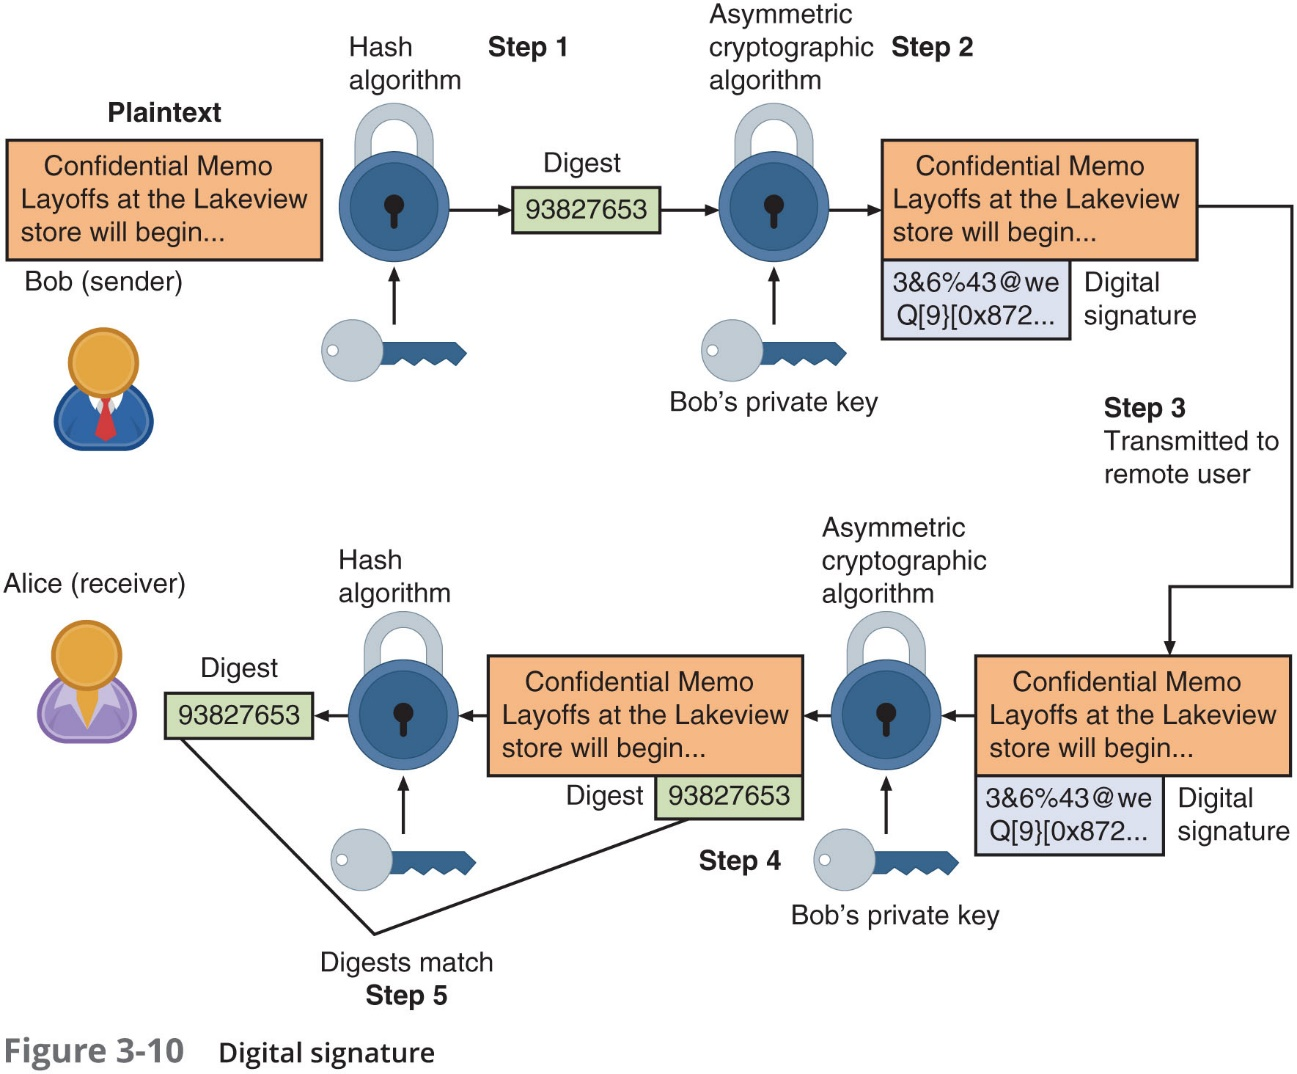 Hash
algorithm
Step 1
Asymmetric
cryptographic
algorithm
Step 2
Plaintext
Confidential Memo
Layoffs at the Lakeview
store will begin...
Bob (sender)
Digest
93827653
Bob's private key
Confidential Memo
Layoffs at the Lakeview
store will begin...
3&6%43@we
Q[9}[0x872...
Digital
signature
Step 3
Transmitted to
remote user
Alice (receiver)
Digest
93827653
Hash
algorithm
Confidential Memo
Layoffs at the Lakeview
store will begin...
Digest
93827653
Step 4
Asymmetric
cryptographic
algorithm
Bob's private key
Confidential Memo
Layoffs at the Lakeview
store will begin...
3&6%43@we
Q[9}[0x872...
Digital
signature
Digests match
Step 5
Figure 3-10 Digital signature